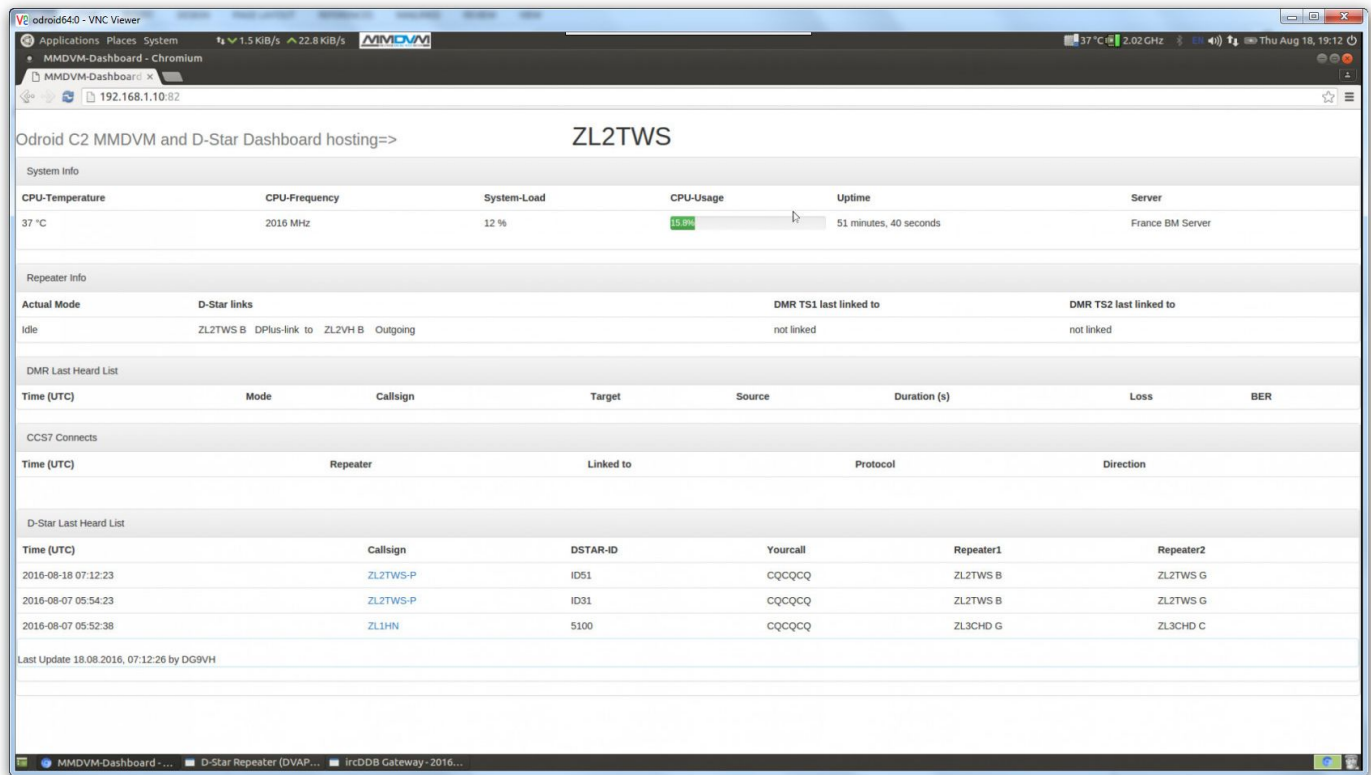 odroid64:0 - VNC Viewer
Applications Places System 1.5 KiB/s 22.8 KiB/s MMDVM 37 °C 2.02 GHz EN Thu Aug 18, 19:12
MMDVM-Dashboard - Chromium
MMDVM-Dashboard ×
192.168.1.10:82
Odroid C2 MMDVM and D-Star Dashboard hosting=> ZL2TWS
System Info
CPU-Temperature CPU-Frequency System-Load CPU-Usage Uptime Server
37 °C 2016 MHz 12 % 15.8% 51 minutes, 40 seconds France BM Server
Repeater Info
Actual Mode D-Star links DMR TS1 last linked to DMR TS2 last linked to
Idle ZL2TWS B DPlus-link to ZL2VH B Outgoing not linked not linked
DMR Last Heard List
Time (UTC) Mode Callsign Target Source Duration (s) Loss BER
CCS7 Connects
Time (UTC) Repeater Linked to Protocol Direction
D-Star Last Heard List
Time (UTC) Callsign DSTAR-ID Yourcall Repeater1 Repeater2
2016-08-18 07:12:23 ZL2TWS-P ID51 CQCQCQ ZL2TWS B ZL2TWS G
2016-08-07 05:54:23 ZL2TWS-P ID31 CQCQCQ ZL2TWS B ZL2TWS G
2016-08-07 05:52:38 ZL1HN 5100 CQCQCQ ZL3CHD G ZL3CHD C
Last Update 18.08.2016, 07:12:26 by DG9VH
MMDVM-Dashboard -... D-Star Repeater (DVAP... ircDDB Gateway - 2016...